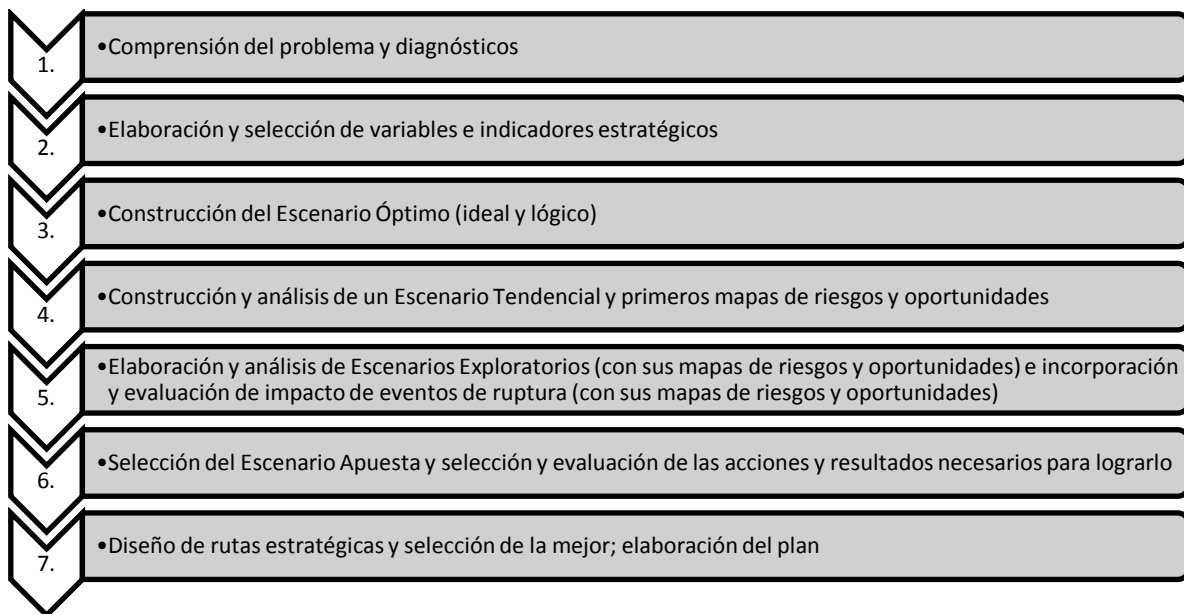 1.
•Comprensión del problema y diagnósticos
2.
•Elaboración y selección de variables e indicadores estratégicos
3.
•Construcción del Escenario Óptimo (ideal y lógico)
4.
•Construcción y análisis de un Escenario Tendencial y primeros mapas de riesgos y oportunidades
5.
•Elaboración y análisis de Escenarios Exploratorios (con sus mapas de riesgos y oportunidades) e incorporación
y evaluación de impacto de eventos de ruptura (con sus mapas de riesgos y oportunidades)
6.
•Selección del Escenario Apuesta y selección y evaluación de las acciones y resultados necesarios para lograrlo
7.
•Diseño de rutas estratégicas y selección de la mejor; elaboración del plan